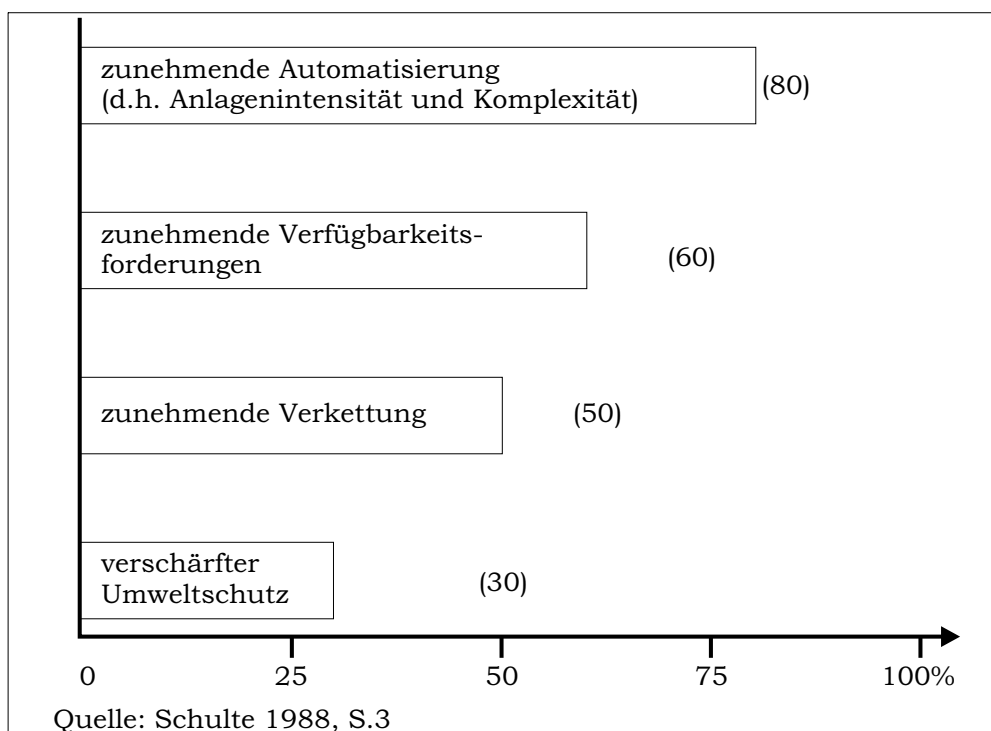 zunehmende Automatisierung
(d.h. Anlagenintensität und Komplexität)
(80)
zunehmende Verfügbarkeits-
forderungen
(60)
zunehmende Verkettung
(50)
verschärfter
Umweltschutz
(30)
0 25 50 75 100%
Quelle: Schulte 1988, S.3